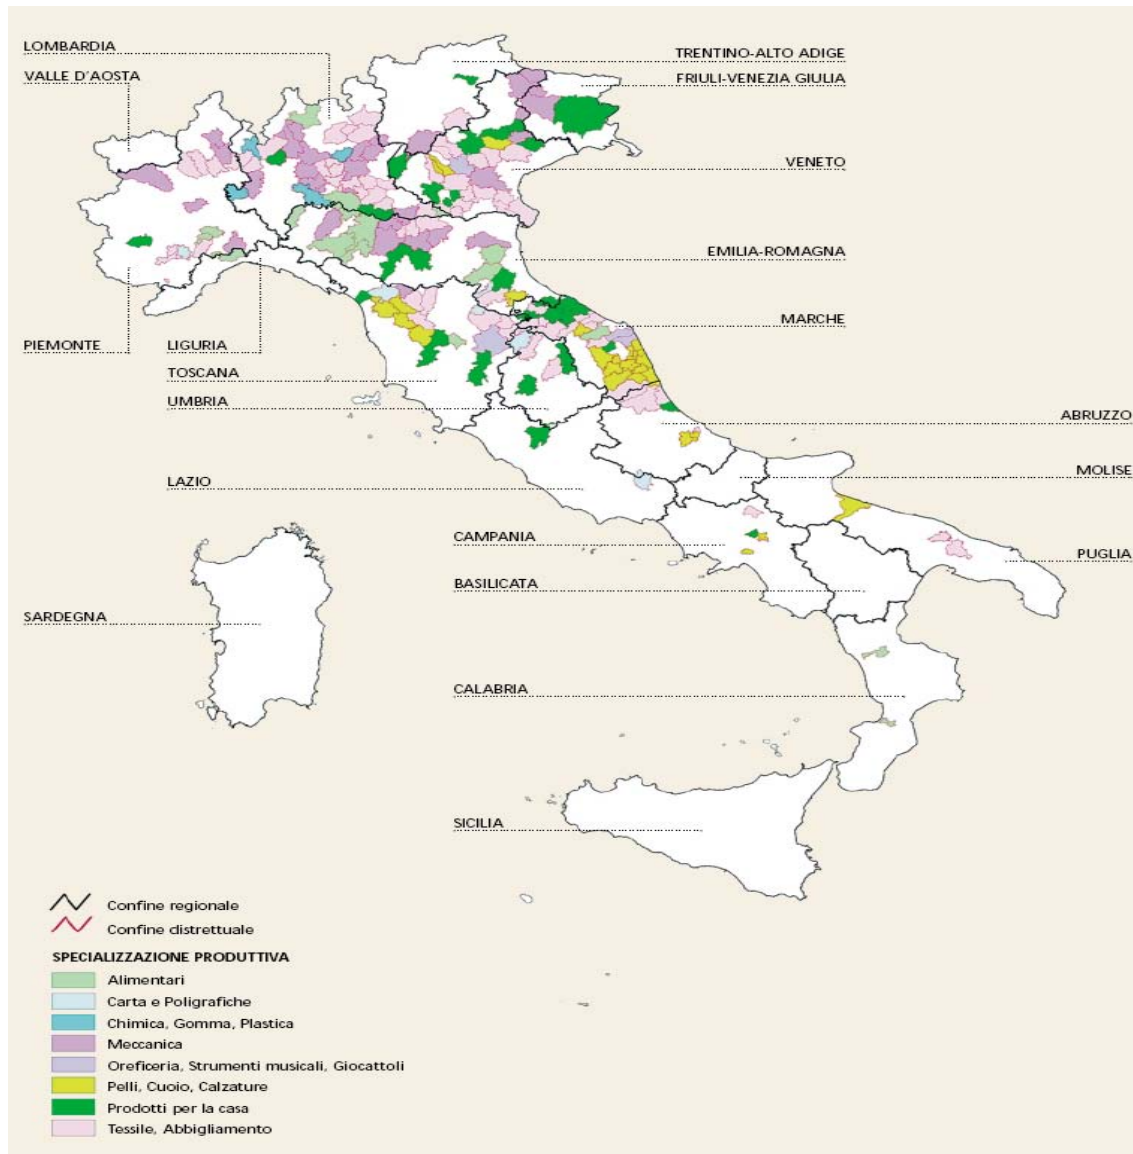 LOMBARDIA
TRENTINO-ALTO ADIGE
VALLE D'AOSTA
FRIULI-VENEZIA GIULIA
VENETO
EMILIA-ROMAGNA
MARCHE
PIEMONTE
LIGURIA
TOSCANA
UMBRIA
ABRUZZO
MOLISE
LAZIO
CAMPANIA
PUGLIA
BASILICATA
SARDEGNA
CALABRIA
SICILIA
Confine regionale
Confine distrettuale
SPECIALIZZAZIONE PRODUTTIVA
Alimentari
Carta e Poligrafiche
Chimica, Gomma, Plastica
Meccanica
Oreficeria, Strumenti musicali, Giocattoli
Pelli, Cuoio, Calzature
Prodotti per la casa
Tessile, Abbigliamento